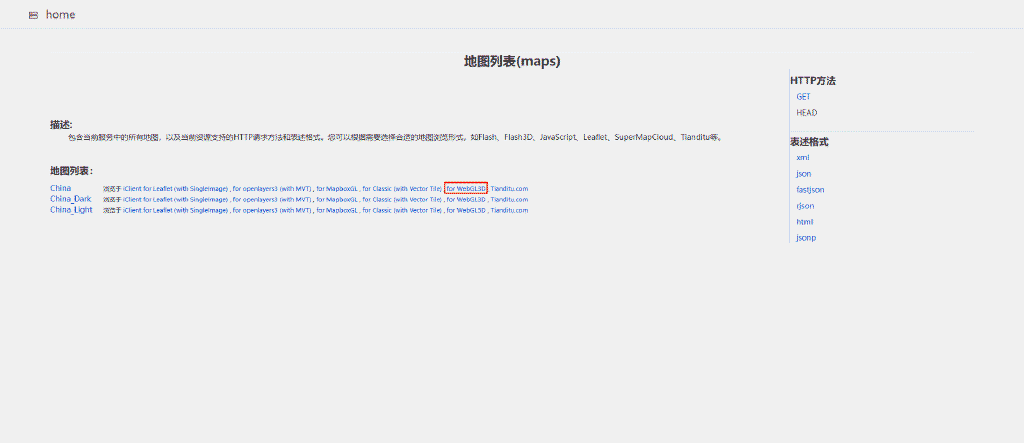 home
地图列表(maps)
描述:
包含当前服务中的所有地图，以及当前资源支持的HTTP请求方法和表述格式。您可以根据需要选择合适的地图浏览形式。如Flash、Flash3D、JavaScript、Leaflet、SuperMapCloud、Tianditu等。
地图列表:
China 浏览于 iClient for Leaflet (with SingleImage) , for openlayers3 (with MVT) , for MapboxGL , for Classic (with Vector Tile) , for WebGL3D , Tianditu.com
China_Dark 浏览于 iClient for Leaflet (with SingleImage) , for openlayers3 (with MVT) , for MapboxGL , for Classic (with Vector Tile) , for WebGL3D , Tianditu.com
China_Light 浏览于 iClient for Leaflet (with SingleImage) , for openlayers3 (with MVT) , for MapboxGL , for Classic (with Vector Tile) , for WebGL3D , Tianditu.com
HTTP方法
GET
HEAD
表述格式
xml
json
fastjson
rjson
html
jsonp